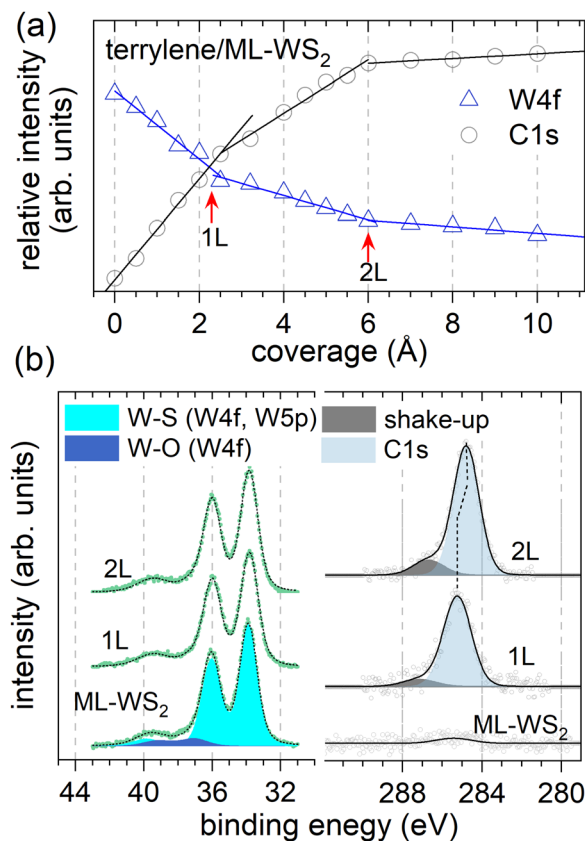 (a)
terrylene/ML-WS₂
W4f
C1s
relative intensity
(arb. units)
1L
2L
0 2 4 6 8 10
coverage (Å)
(b)
W-S (W4f, W5p)
W-O (W4f)
shake-up
C1s
intensity (arb. units)
2L
1L
ML-WS₂
2L
1L
ML-WS₂
44 40 36 32 288 284 280
binding enegy (eV)